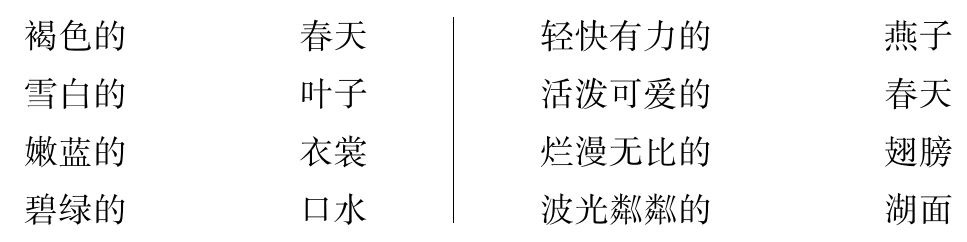 褐色的 春天 轻快有力的 燕子
雪白的 叶子 活泼可爱的 春天
嫩蓝的 衣裳 烂漫无比的 翅膀
碧绿的 口水 波光粼粼的 湖面